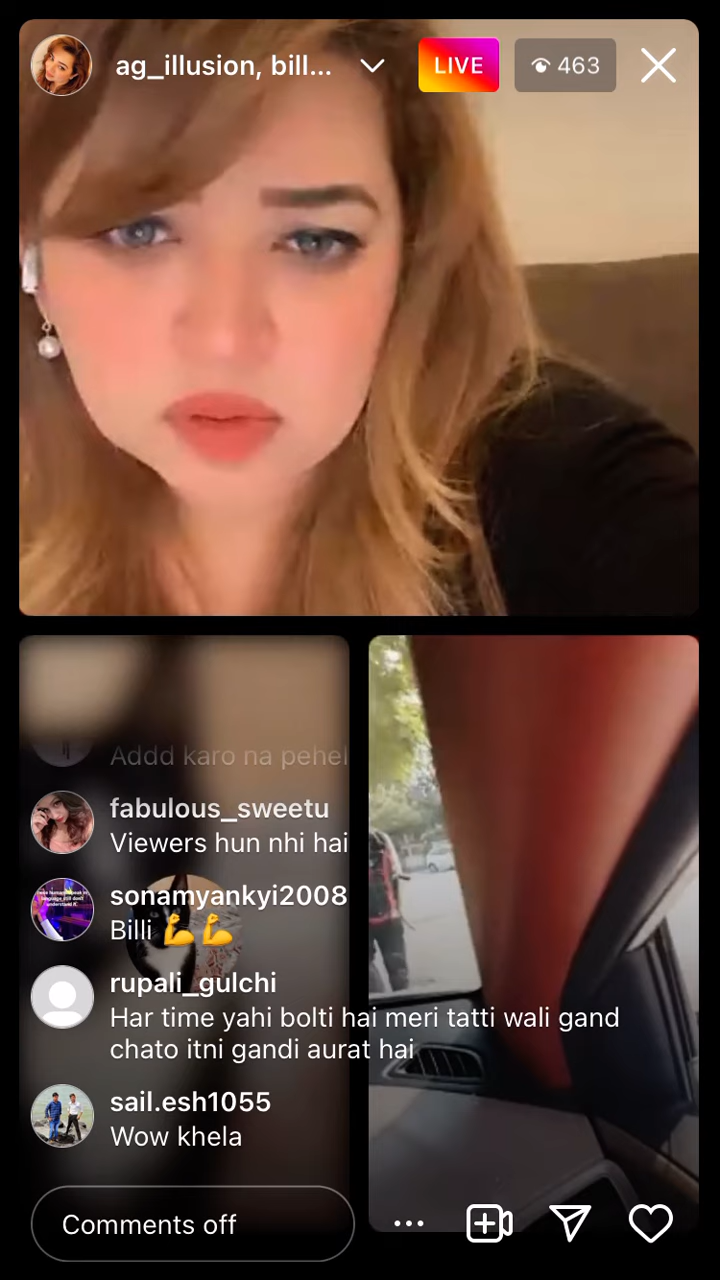 ag_illusion, bill...
LIVE
463
Addd karo na pehel
fabulous_sweetu
Viewers hun nhi hai
sonamyankyi2008
Billi 💪💪
rupali_gulchi
Har time yahi bolti hai meri tatti wali gand
chato itni gandi aurat hai
sail.esh1055
Wow khela
Comments off